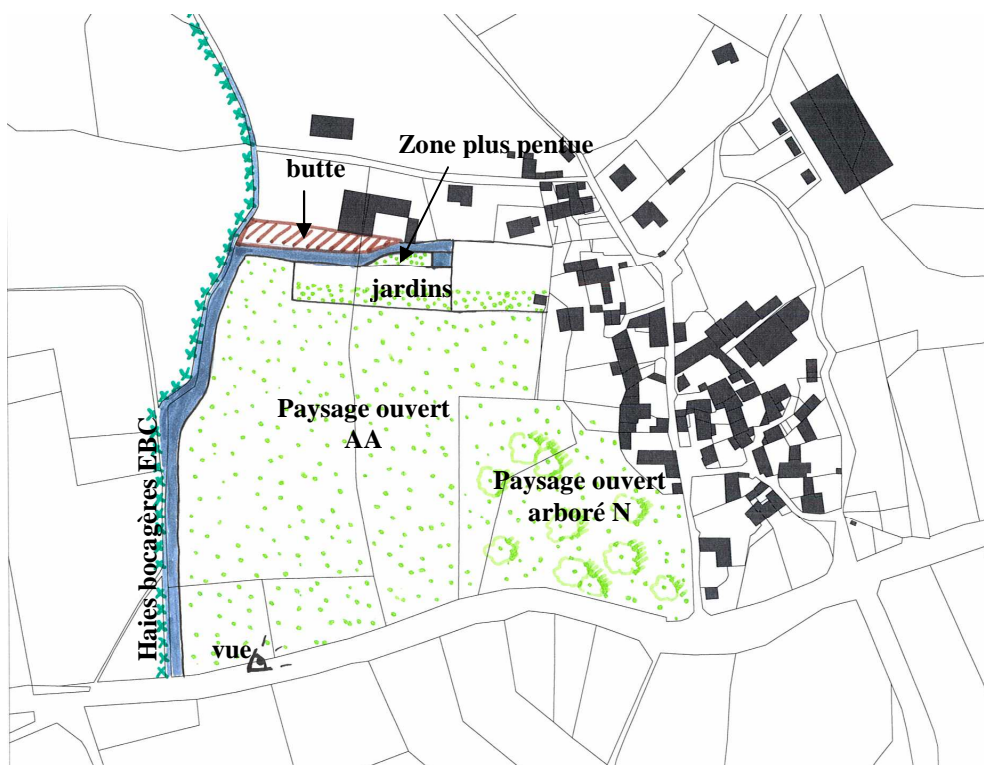 Zone plus pentue
butte
jardins
Paysage ouvert
AA
Paysage ouvert
arboré N
Haies bocagères EBC
vue